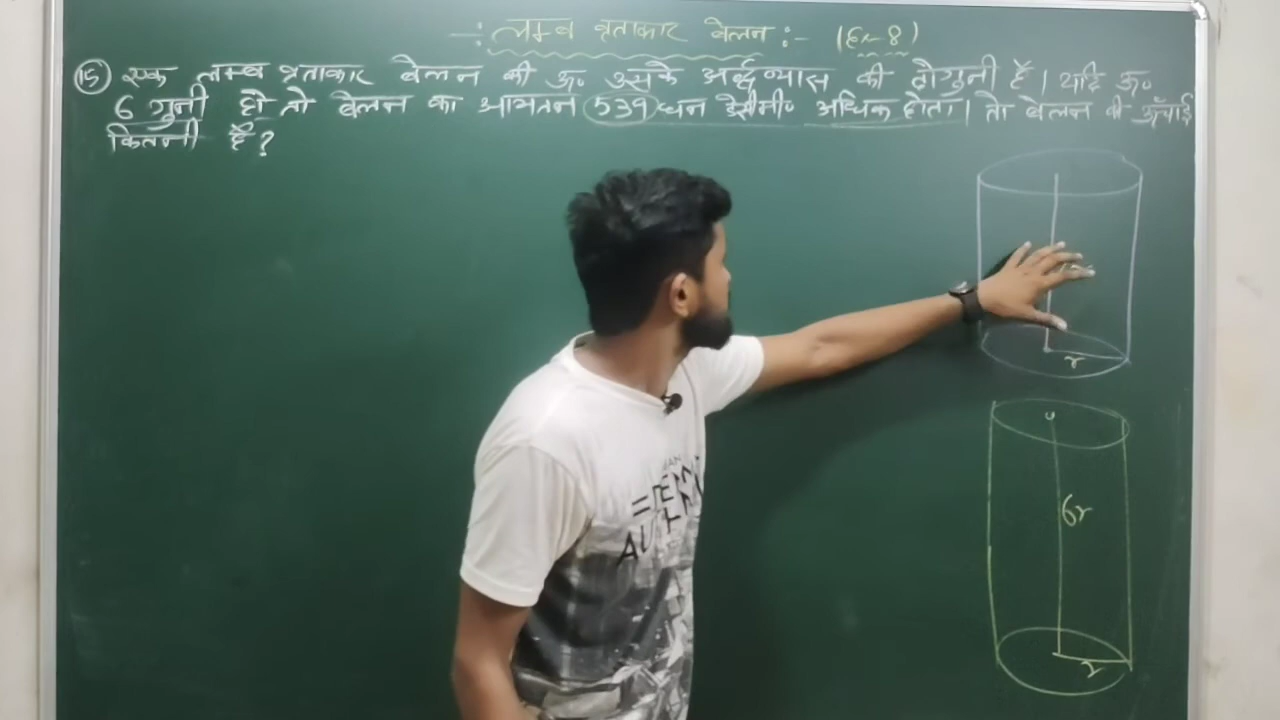 -: लम्ब वृताकार बेलन :- (Ex-8)
(15) एक लम्ब वृताकार बेलन की ऊ० उसके अर्द्धव्यास की दोगुनी है। यदि ऊ०
6 गुनी हो तो बेलन का आयतन 539 घन डेसीमी० अधिक होता। तो बेलन की ऊँचाई
कितनी है?
r
6r
r